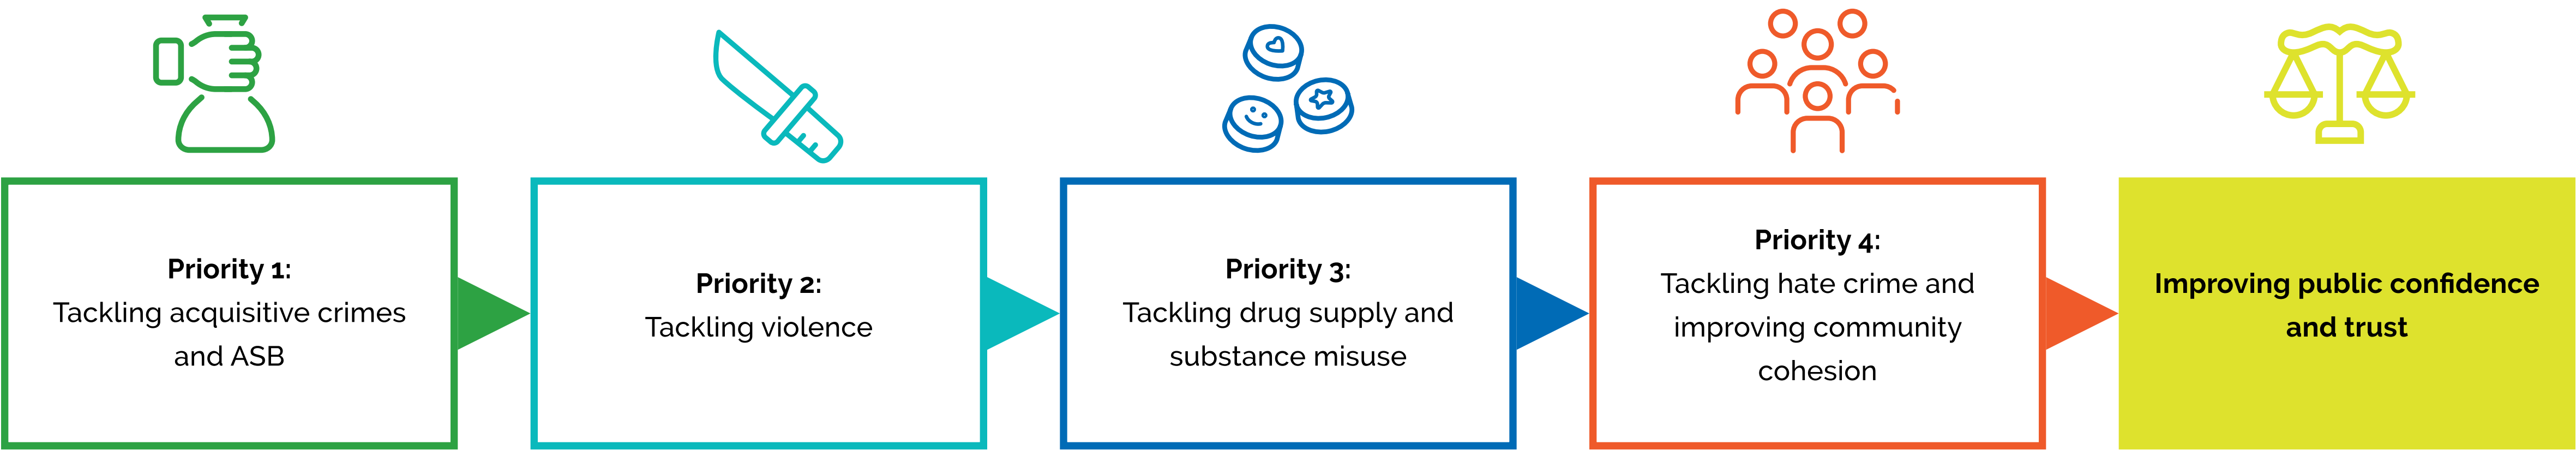 Priority 1:
Tackling acquisitive crimes
and ASB
Priority 2:
Tackling violence
Priority 3:
Tackling drug supply and
substance misuse
Priority 4:
Tackling hate crime and
improving community
cohesion
Improving public confidence
and trust